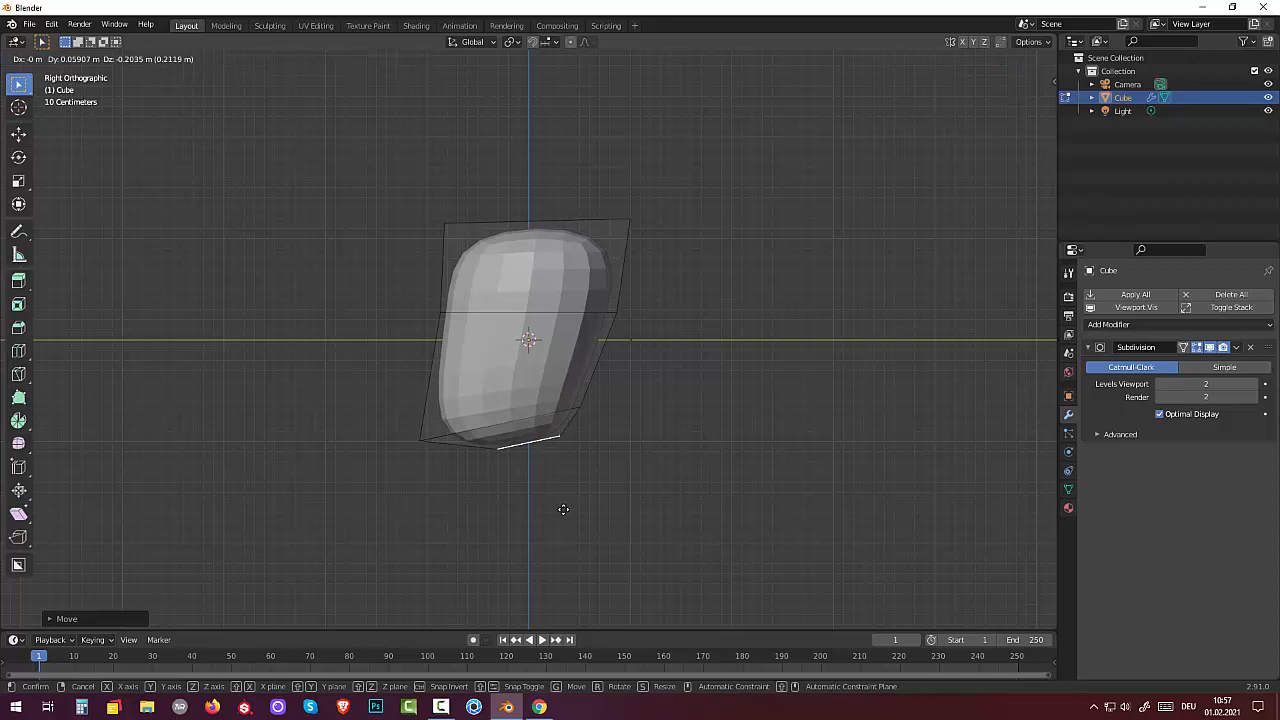 Blender
File Edit Render Window Help Layout Modeling Sculpting UV Editing Texture Paint Shading Animation Rendering Compositing Scripting + Scene View Layer
Global X Y Z Options
Dx: -0 m Dy: 0.05907 m Dz: -0.2035 m (0.2119 m)
Scene Collection
Right Orthographic
(1) Cube
10 Centimeters
Collection
Camera
Cube
Light
Cube
Apply All Delete All
Viewport Vis Toggle Stack
Add Modifier
Subdivision
Catmull-Clark Simple
Levels Viewport 2
Render 2
Optimal Display
Advanced
Move
Playback Keying View Marker 1 Start 1 End 250
1 10 20 30 40 50 60 70 80 90 100 110 120 130 140 150 160 170 180 190 200 210 220 230 240 250
Confirm Cancel X X axis Y Y axis Z Z axis X X plane Y Y plane Z Z plane Snap Invert Snap Toggle G Move R Rotate S Resize Automatic Constraint Automatic Constraint Plane 2.91.0
DEU 10:57
01.02.2021